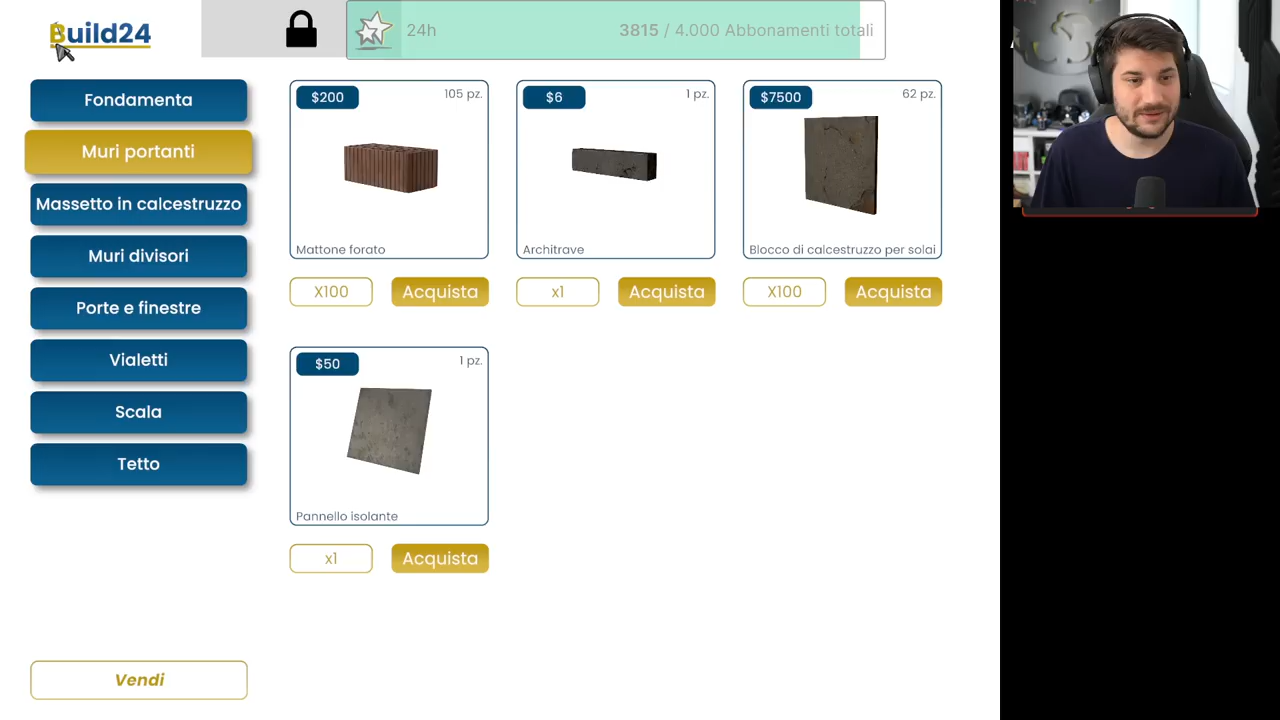 Build24
24h
3815 / 4.000 Abbonamenti totali
Fondamenta
Muri portanti
Massetto in calcestruzzo
Muri divisori
Porte e finestre
Vialetti
Scala
Tetto
Vendi
$200
105 pz.
Mattone forato
X100
Acquista
$6
1 pz.
Architrave
x1
Acquista
$7500
62 pz.
Blocco di calcestruzzo per solai
X100
Acquista
$50
1 pz.
Pannello isolante
x1
Acquista